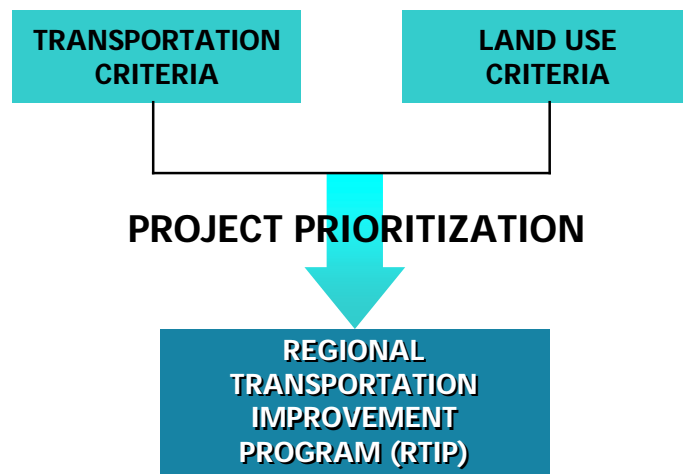 TRANSPORTATION
CRITERIA
LAND USE
CRITERIA
PROJECT PRIORITIZATION
REGIONAL
TRANSPORTATION
IMPROVEMENT
PROGRAM (RTIP)